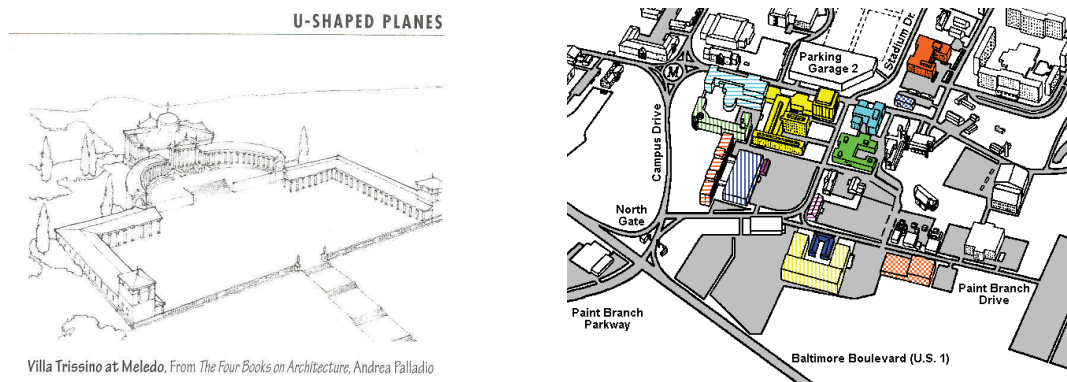 U-SHAPED PLANES
Villa Trissino at Meledo, From The Four Books on Architecture, Andrea Palladio
Parking
Garage 2
Stadium Dr.
M
Campus Drive
North
Gate
Paint Branch
Parkway
Paint Branch
Drive
Baltimore Boulevard (U.S. 1)